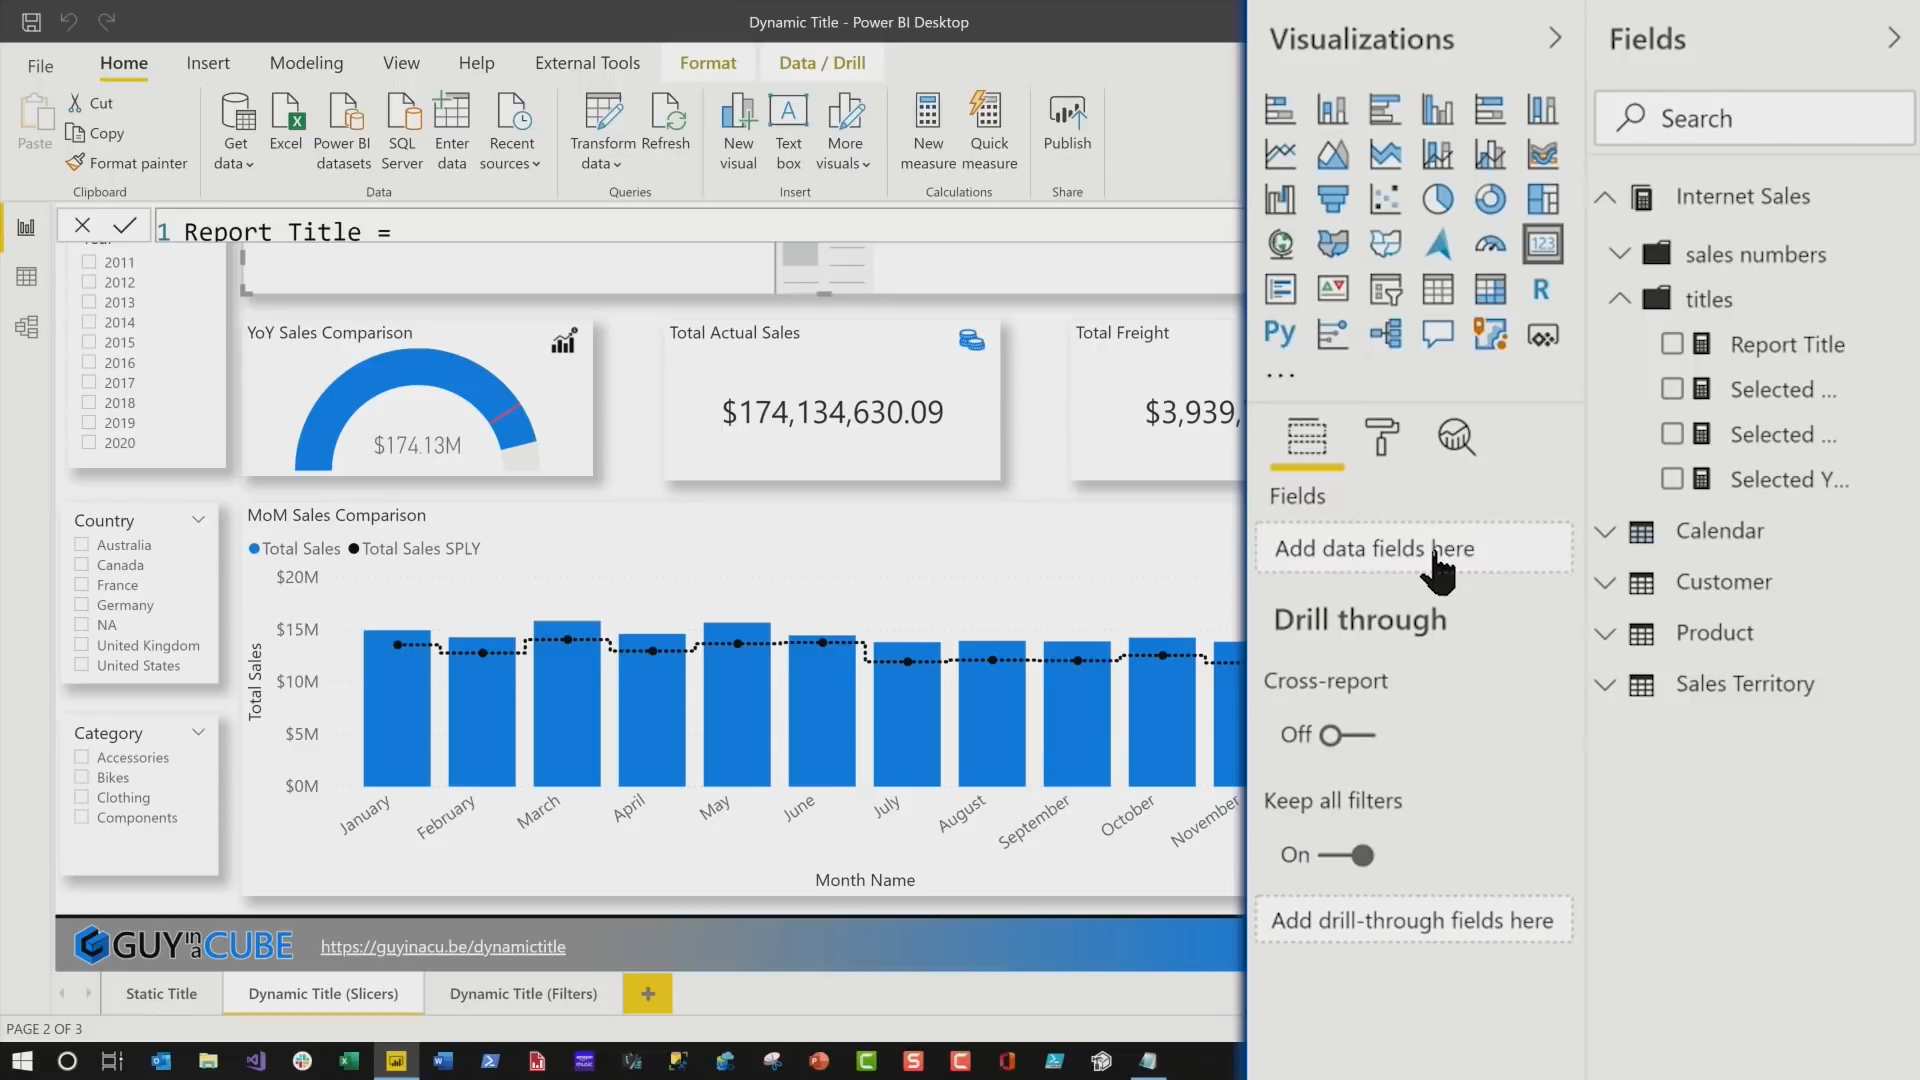 Dynamic Title - Power BI Desktop
File
Home
Insert
Modeling
View
Help
External Tools
Format
Data / Drill
Paste
Cut
Copy
Format painter
Clipboard
Get data
Excel
Power BI datasets
SQL Server
Enter data
Recent sources
Data
Transform data
Refresh
Queries
New visual
Text box
More visuals
Insert
New measure
Quick measure
Calculations
Publish
Share
1 Report Title =
2011
2012
2013
2014
2015
2016
2017
2018
2019
2020
YoY Sales Comparison
$174.13M
Total Actual Sales
$174,134,630.09
Total Freight
$3,939,
Country
Australia
Canada
France
Germany
NA
United Kingdom
United States
Category
Accessories
Bikes
Clothing
Components
MoM Sales Comparison
Total Sales
Total Sales SPLY
Total Sales
$20M
$15M
$10M
$5M
$0M
January
February
March
April
May
June
July
August
September
October
November
Month Name
GUY in a CUBE
https://guyinacu.be/dynamictitle
Static Title
Dynamic Title (Slicers)
Dynamic Title (Filters)
+
PAGE 2 OF 3
Visualizations
123
R
Py
...
Fields
Add data fields here
Drill through
Cross-report
Off
Keep all filters
On
Add drill-through fields here
Fields
Search
Internet Sales
sales numbers
titles
Report Title
Selected ...
Selected ...
Selected Y...
Calendar
Customer
Product
Sales Territory